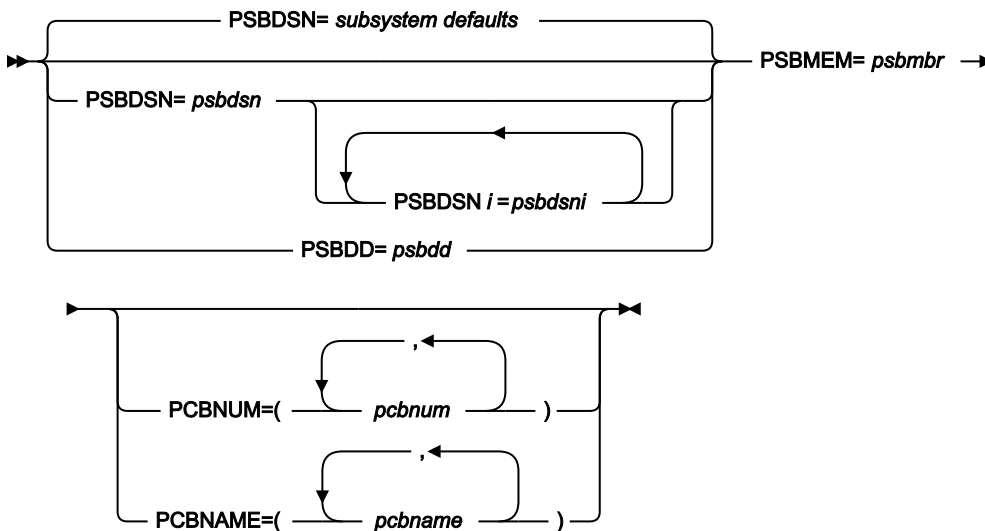 PSBDSN= subsystem defaults
PSBMEM= psbmbr
PSBDSN= psbdsn
PSBDSN i =psbdsni
PSBDD= psbdd
,
PCBNUM=( pcbnum )
,
PCBNAME=( pcbname )